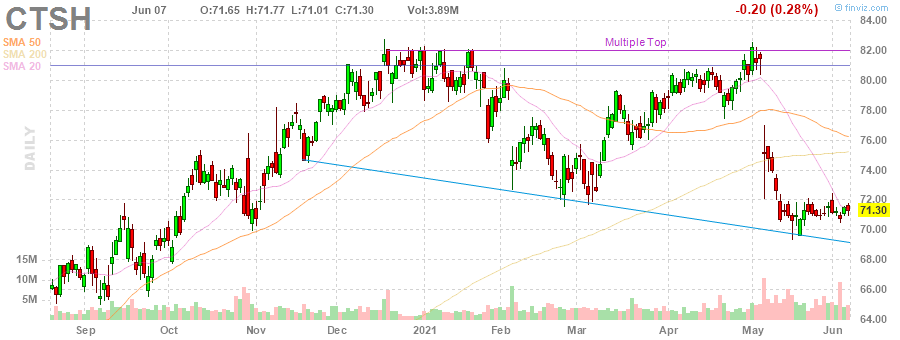 CTSH Jun 07 O:71.65 H:71.77 L:71.01 C:71.30 Vol:3.89M -0.20 (0.28%) © finviz.com
SMA 50
SMA 200
SMA 20
Multiple Top
DAILY
84.00
82.00
80.00
78.00
76.00
74.00
72.00
71.30
70.00
68.00
66.00
64.00
15M
10M
5M
Sep Oct Nov Dec 2021 Feb Mar Apr May Jun